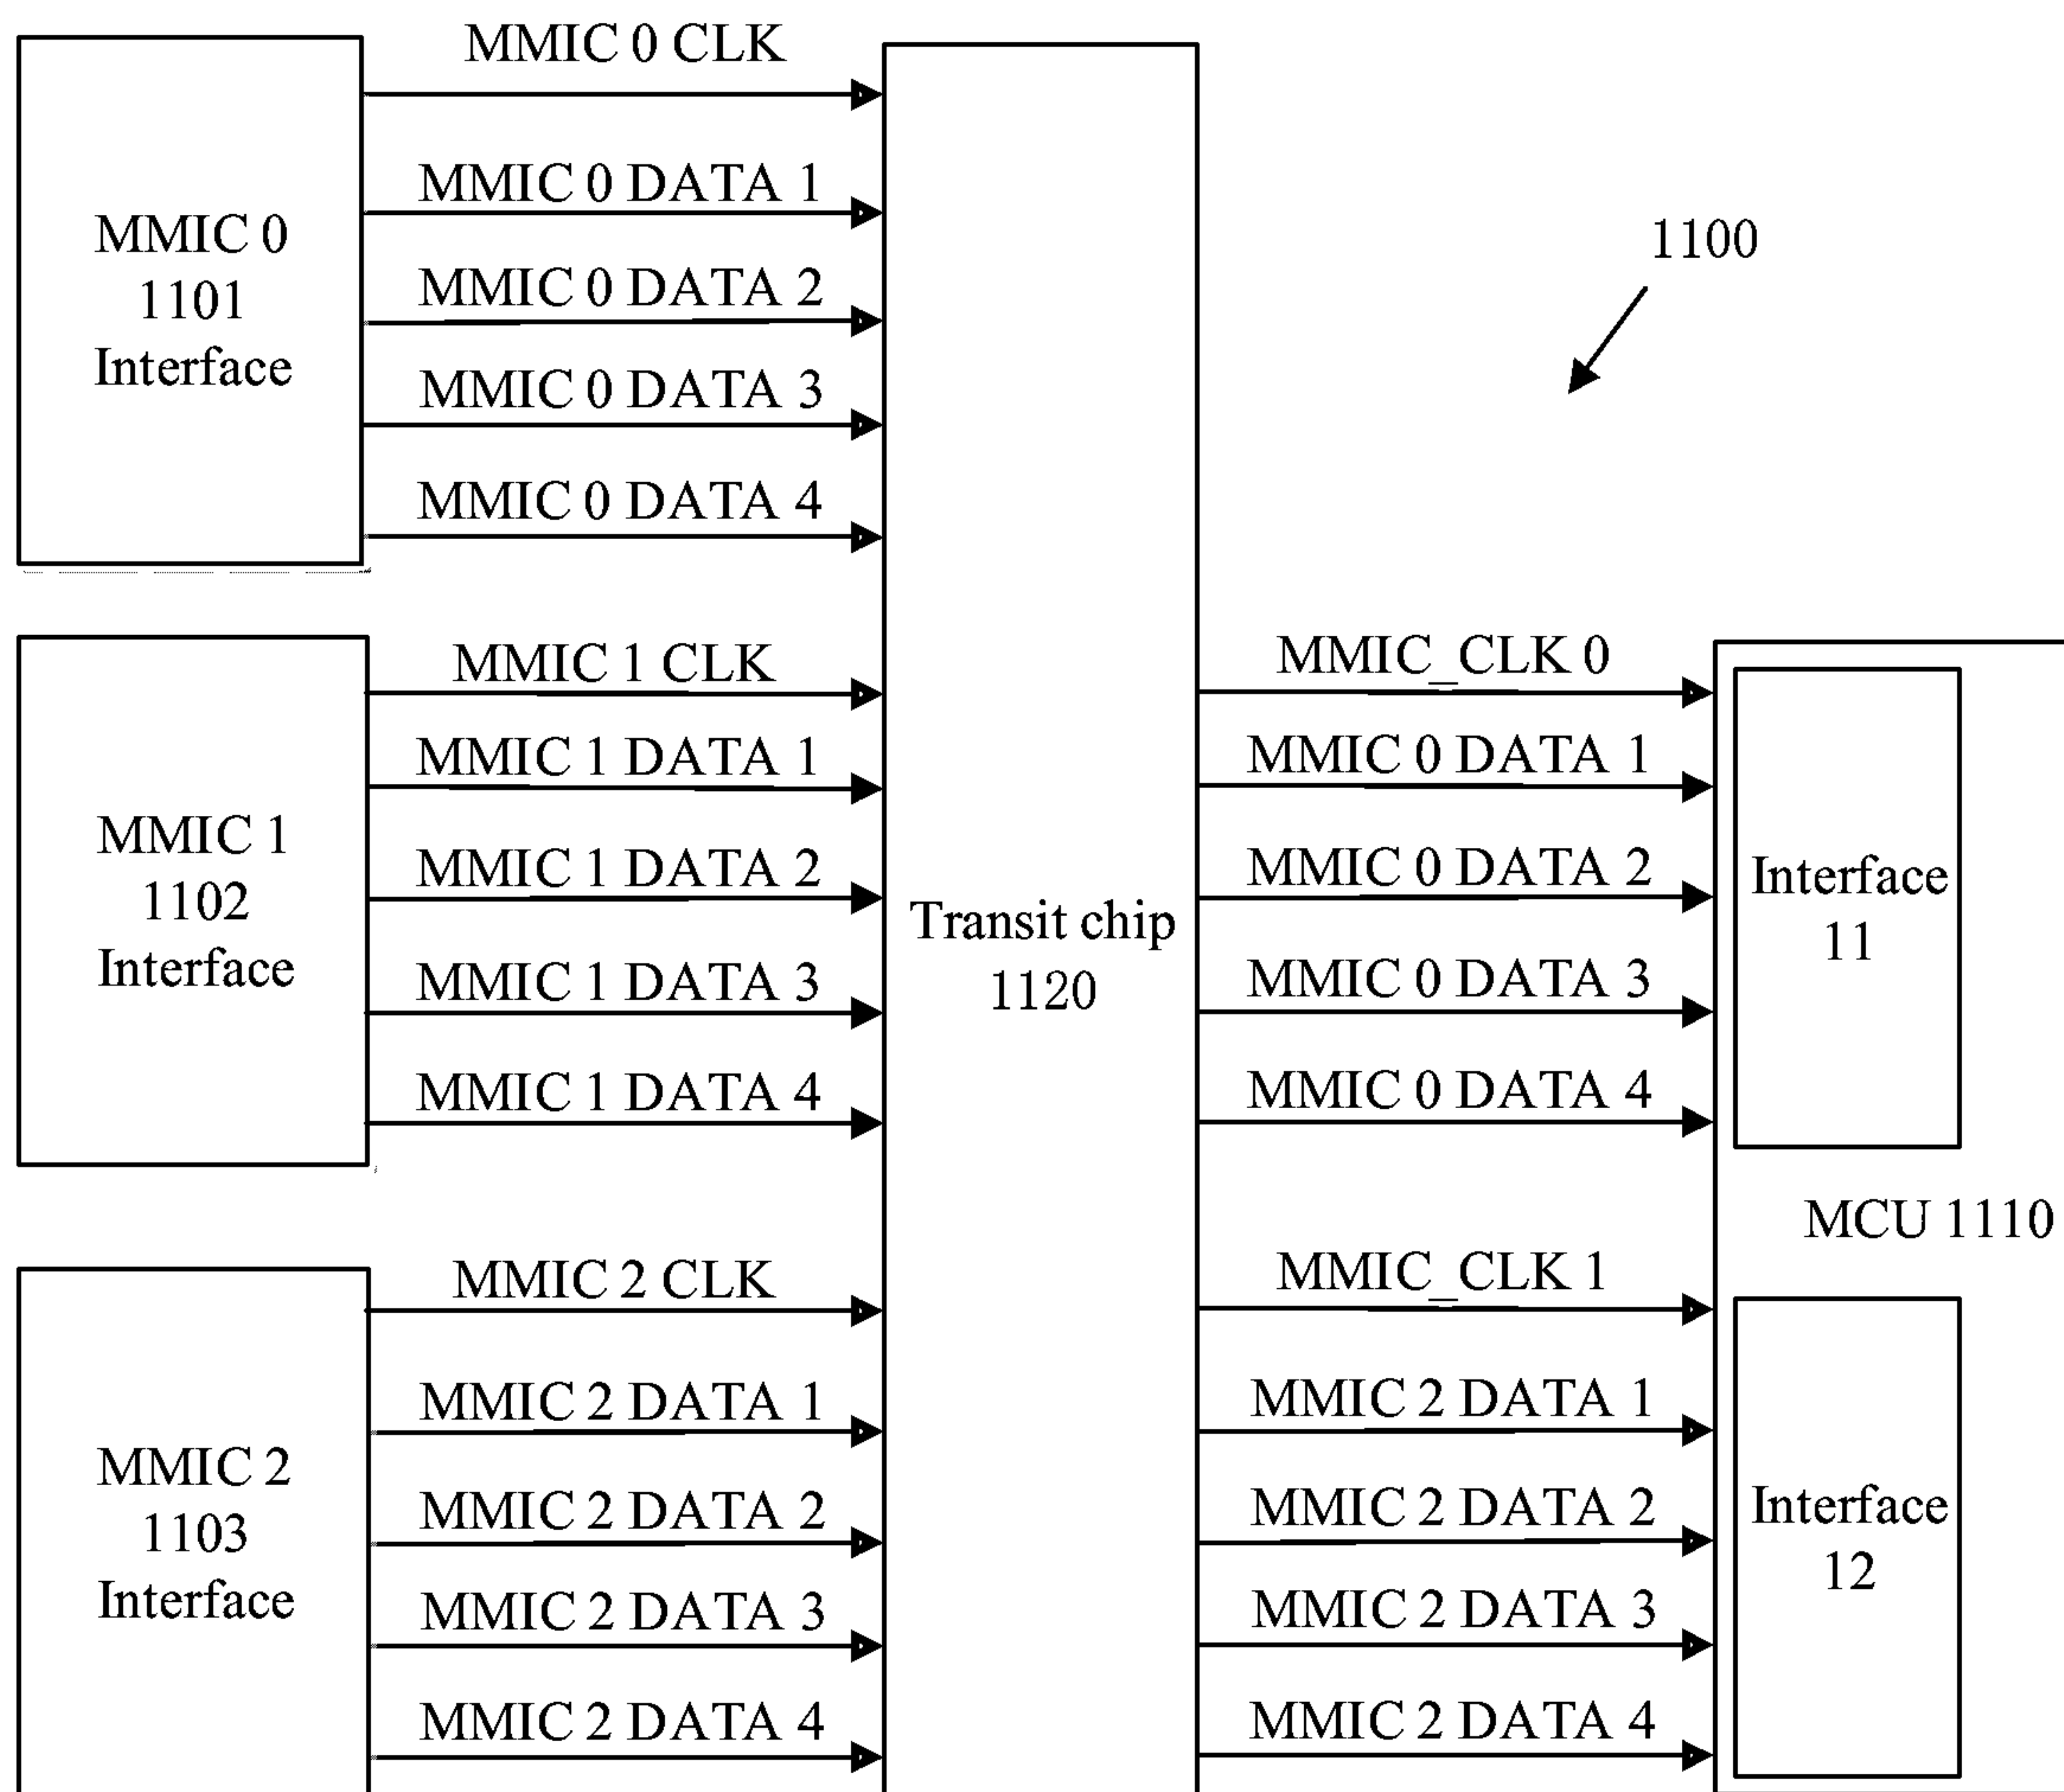 MMIC 0
1101
Interface
MMIC 0 CLK
MMIC 0 DATA 1
MMIC 0 DATA 2
MMIC 0 DATA 3
MMIC 0 DATA 4
MMIC 1
1102
Interface
MMIC 1 CLK
MMIC 1 DATA 1
MMIC 1 DATA 2
MMIC 1 DATA 3
MMIC 1 DATA 4
MMIC 2
1103
Interface
MMIC 2 CLK
MMIC 2 DATA 1
MMIC 2 DATA 2
MMIC 2 DATA 3
MMIC 2 DATA 4
Transit chip
1120
1100
MMIC_CLK 0
MMIC 0 DATA 1
MMIC 0 DATA 2
MMIC 0 DATA 3
MMIC 0 DATA 4
MMIC_CLK 1
MMIC 2 DATA 1
MMIC 2 DATA 2
MMIC 2 DATA 3
MMIC 2 DATA 4
Interface
11
MCU 1110
Interface
12